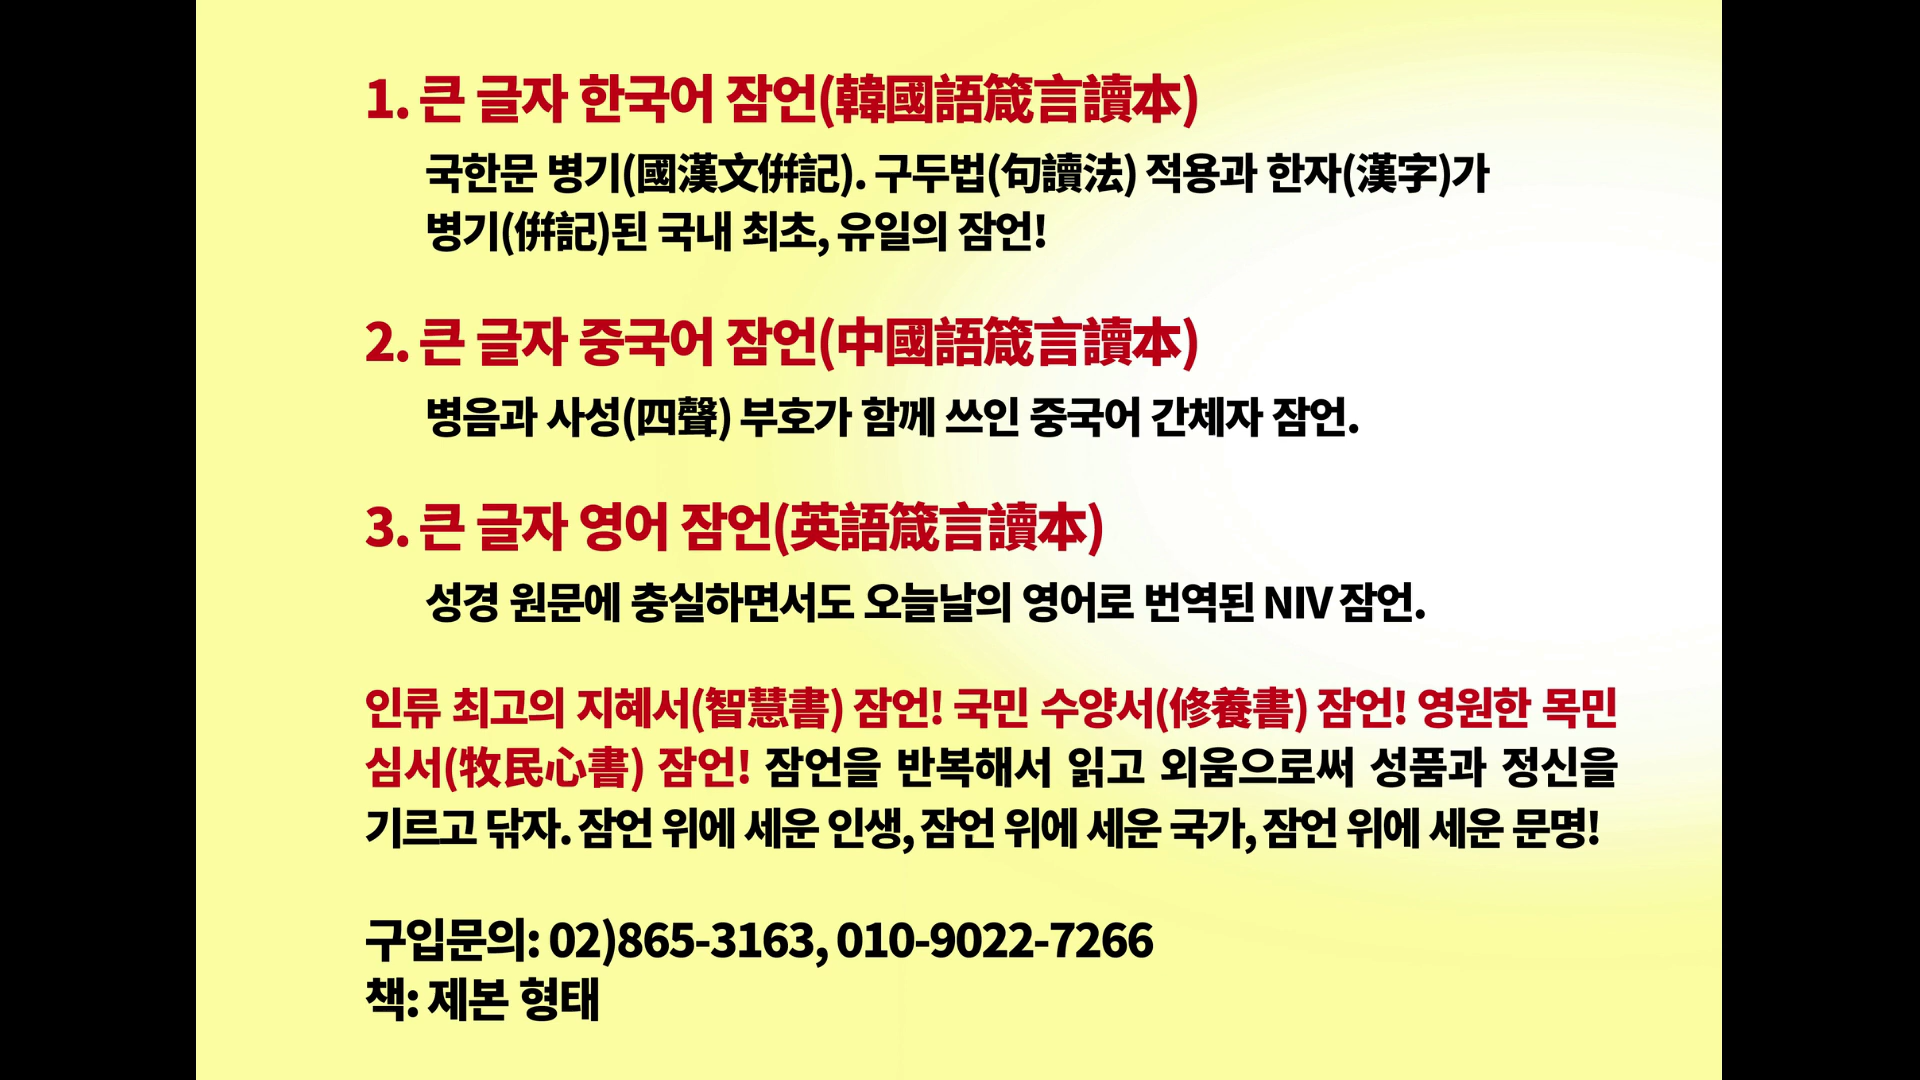 1. 큰 글자 한국어 잠언(韓國語箴言讀本)
국한문 병기(國漢文倂記). 구두법(句讀法) 적용과 한자(漢字)가
병기(倂記)된 국내 최초, 유일의 잠언!
2. 큰 글자 중국어 잠언(中國語箴言讀本)
병음과 사성(四聲) 부호가 함께 쓰인 중국어 간체자 잠언.
3. 큰 글자 영어 잠언(英語箴言讀本)
성경 원문에 충실하면서도 오늘날의 영어로 번역된 NIV 잠언.
인류 최고의 지혜서(智慧書) 잠언! 국민 수양서(修養書) 잠언! 영원한 목민
심서(牧民心書) 잠언! 잠언을 반복해서 읽고 외움으로써 성품과 정신을
기르고 닦자. 잠언 위에 세운 인생, 잠언 위에 세운 국가, 잠언 위에 세운 문명!
구입문의: 02)865-3163, 010-9022-7266
책: 제본 형태